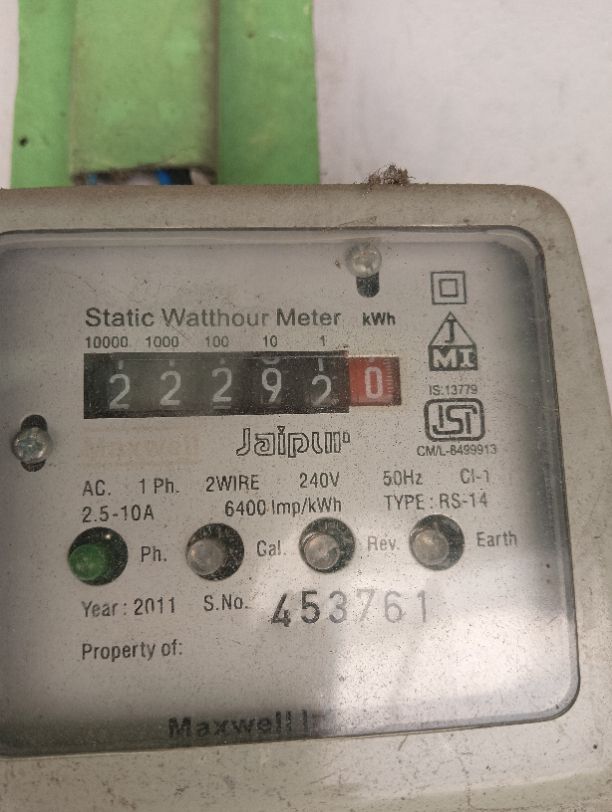 Static Watthour Meter kWh
10000 1000 100 10 1
2 2 2 9 2 0
J
MI
IS:13779
ISI
CM/L-8499913
Jaipur
AC. 1 Ph. 2WIRE 240V 50Hz Cl-1
2.5-10A 6400 Imp/kWh TYPE : RS-14
Ph. Cal. Rev. Earth
Year : 2011 S.No. 453761
Property of:
Maxwell